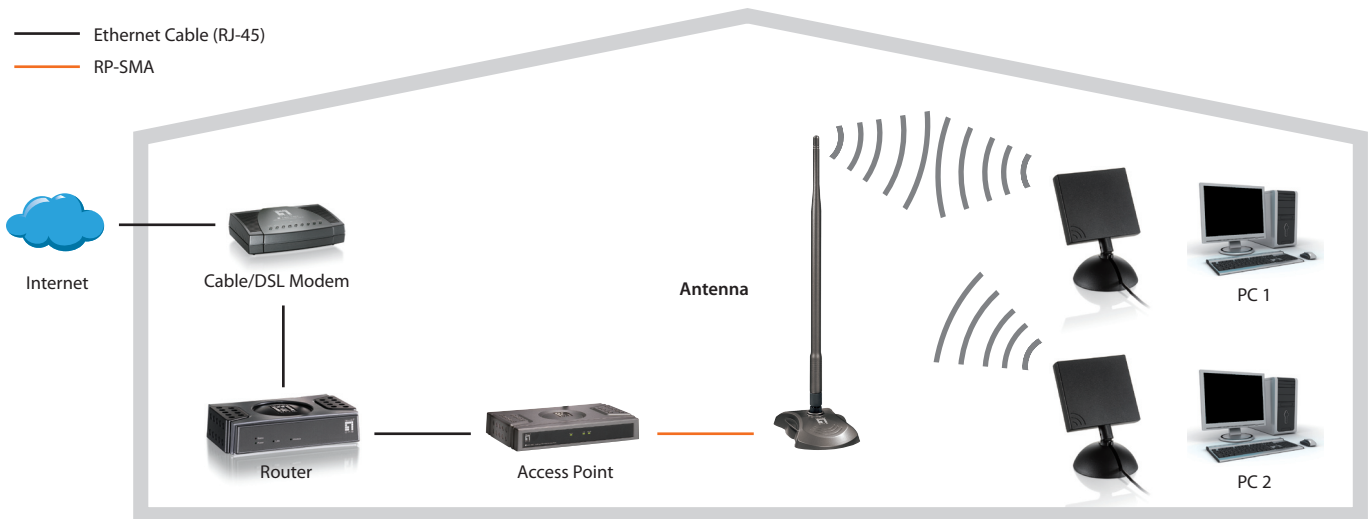 Ethernet Cable (RJ-45)
RP-SMA
Internet
Cable/DSL Modem
Antenna
PC 1
Router
Access Point
PC 2